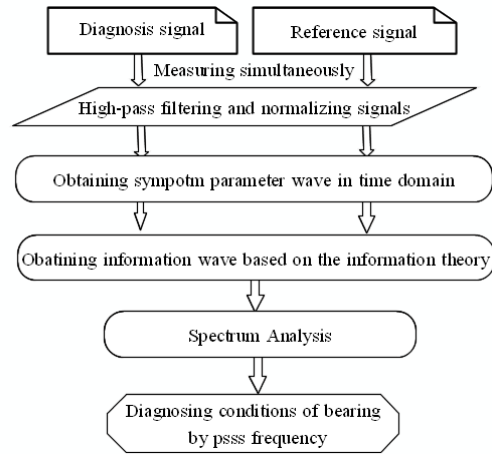 Diagnosis signal
Reference signal
Measuring simultaneously
High-pass filtering and normalizing signals
Obtaining sympotm parameter wave in time domain
Obatining information wave based on the information theory
Spectrum Analysis
Diagnosing conditions of bearing
by psss frequency